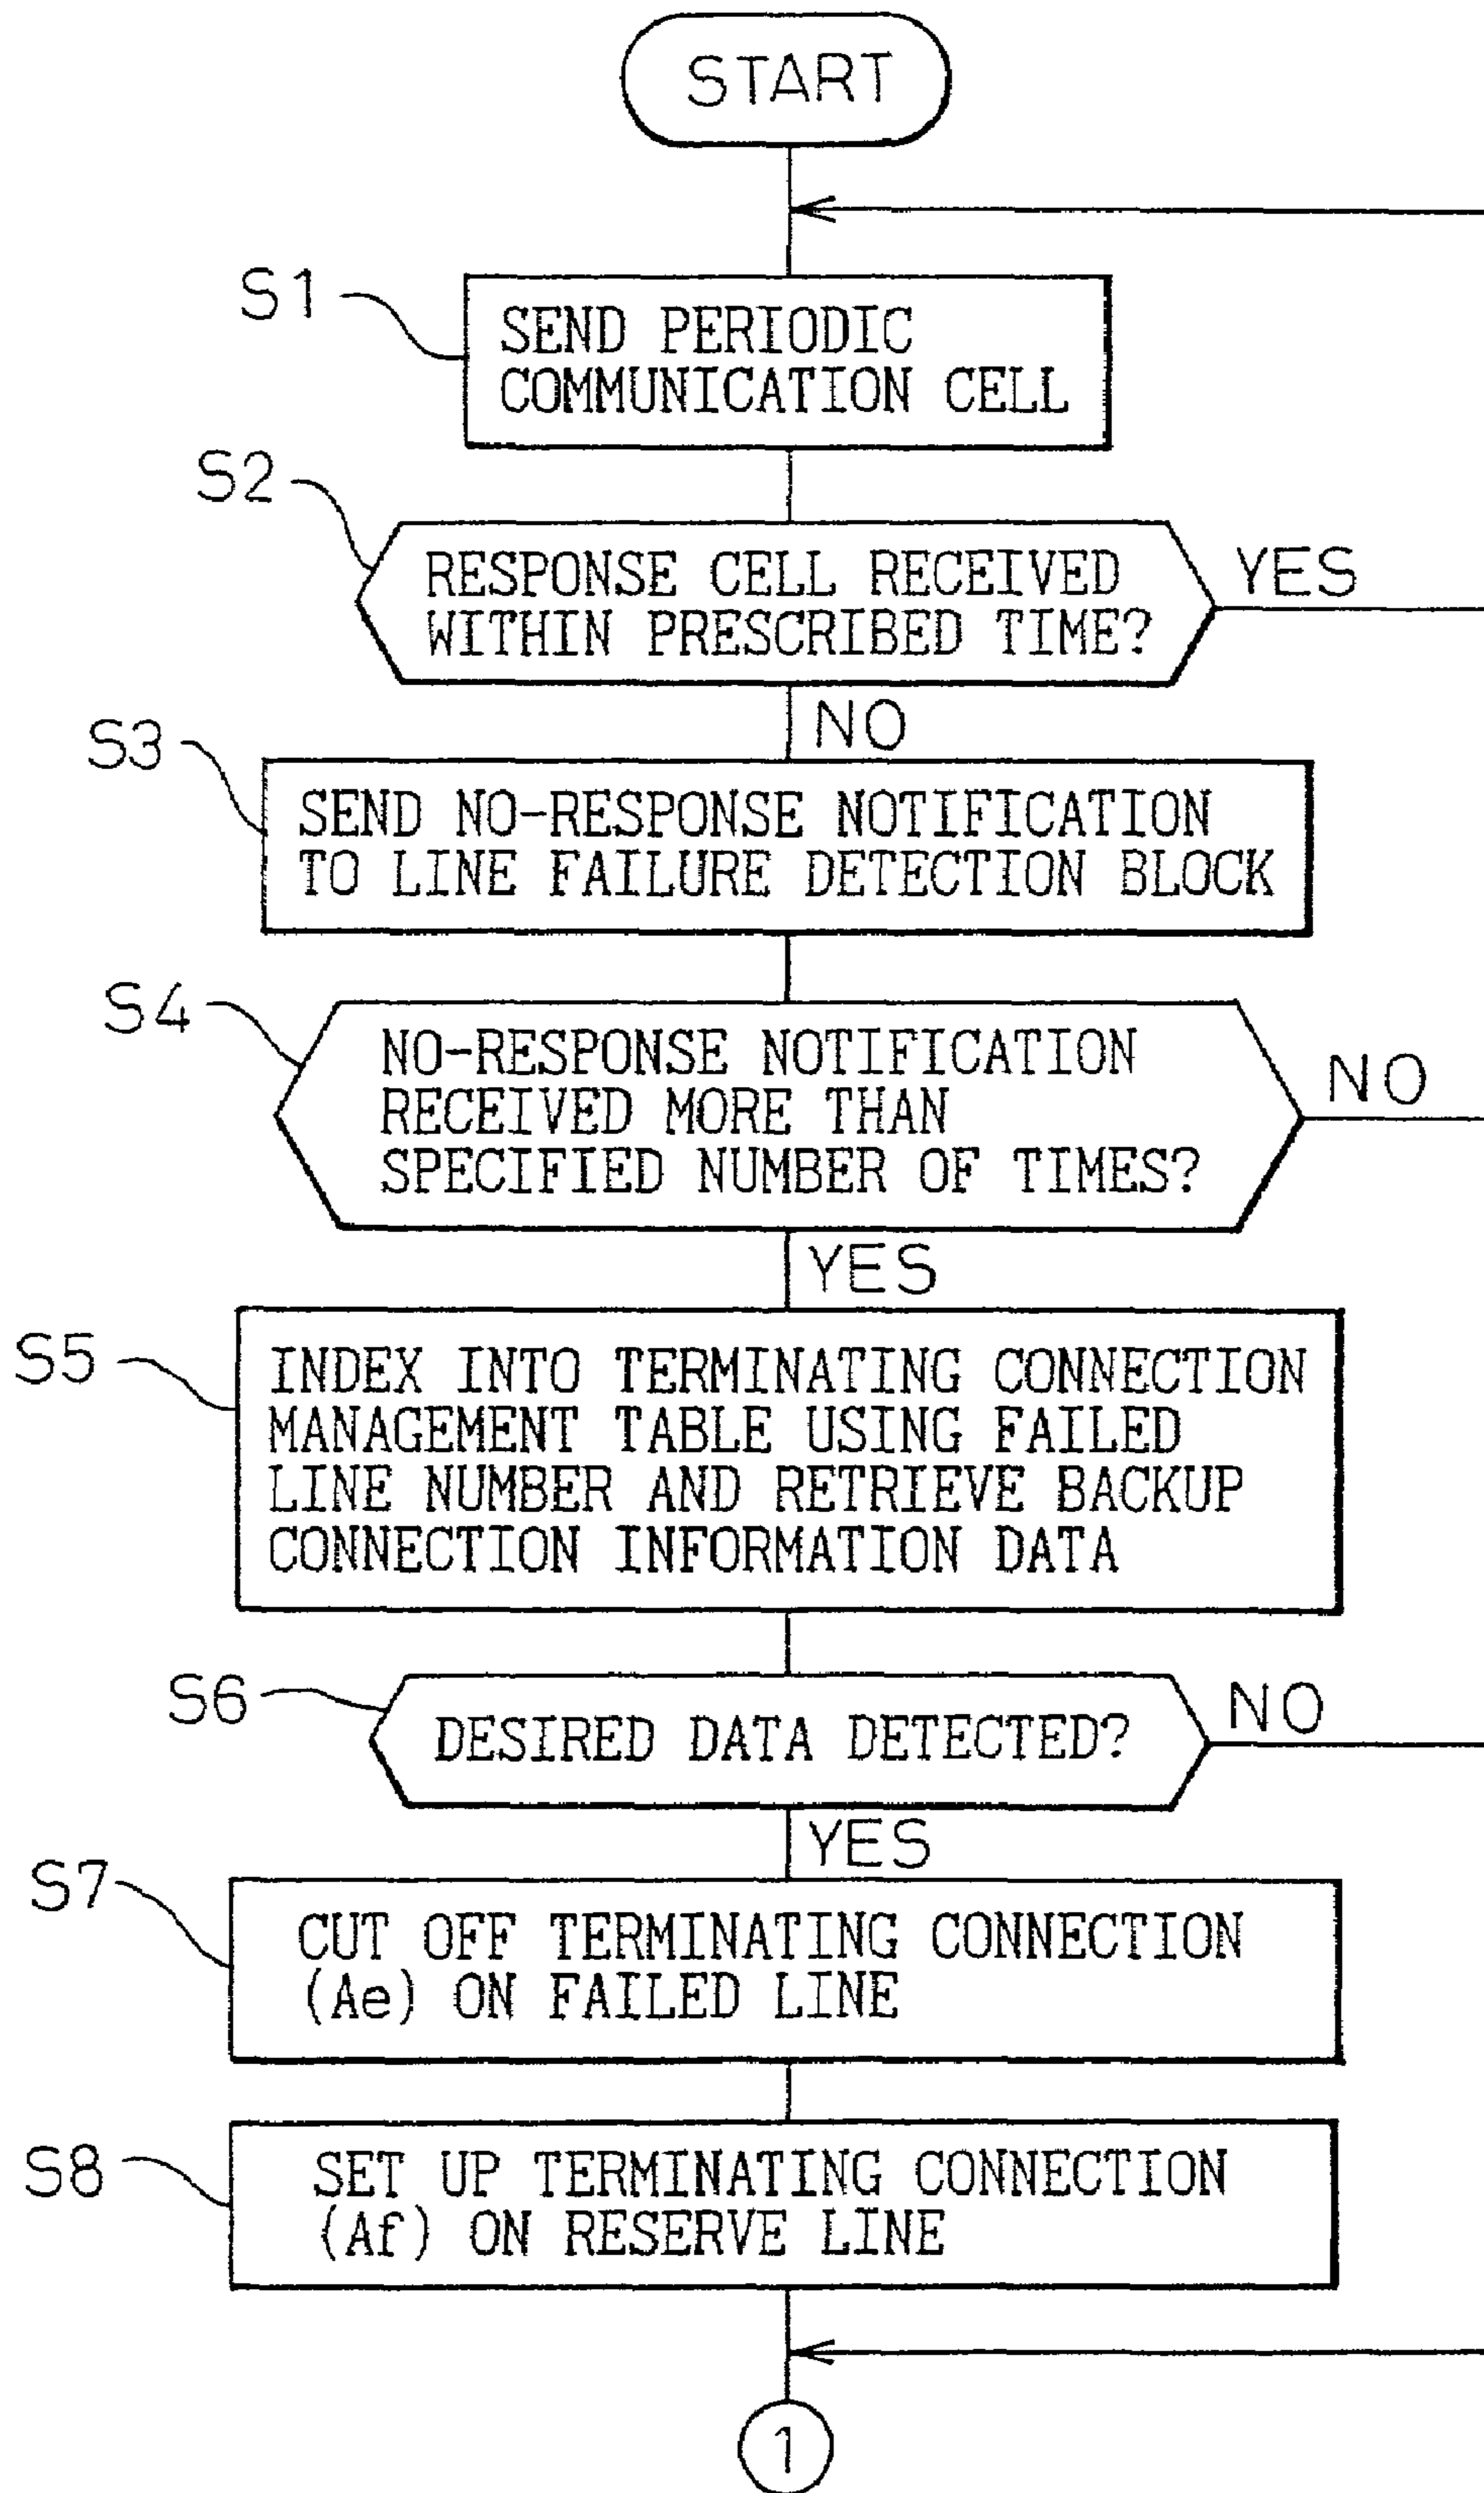 START
S1
SEND PERIODIC
COMMUNICATION CELL
S2
RESPONSE CELL RECEIVED
WITHIN PRESCRIBED TIME?
YES
NO
S3
SEND NO-RESPONSE NOTIFICATION
TO LINE FAILURE DETECTION BLOCK
S4
NO-RESPONSE NOTIFICATION
RECEIVED MORE THAN
SPECIFIED NUMBER OF TIMES?
NO
YES
S5
INDEX INTO TERMINATING CONNECTION
MANAGEMENT TABLE USING FAILED
LINE NUMBER AND RETRIEVE BACKUP
CONNECTION INFORMATION DATA
S6
DESIRED DATA DETECTED?
NO
YES
S7
CUT OFF TERMINATING CONNECTION
(Ae) ON FAILED LINE
S8
SET UP TERMINATING CONNECTION
(Af) ON RESERVE LINE
1